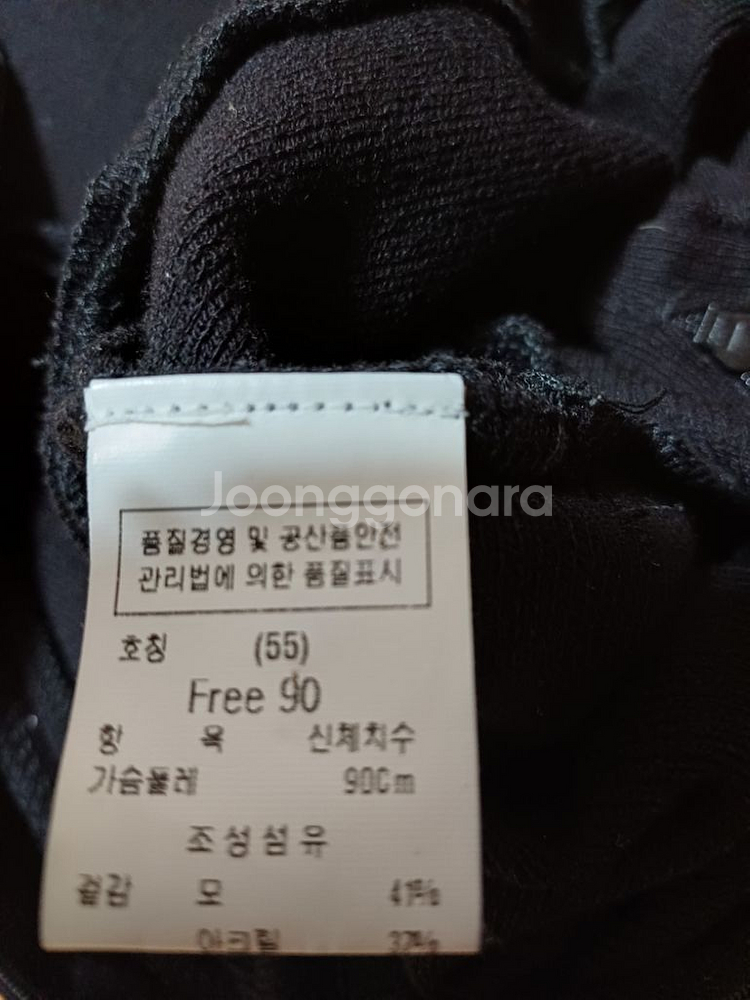 Joonggonara
품질경영 및 공산품안전
관리법에 의한 품질표시
호칭 (55)
Free 90
항 목 신체치수
가슴둘레 90Cm
조성섬유
겉감 모 41%
아크릴 37%